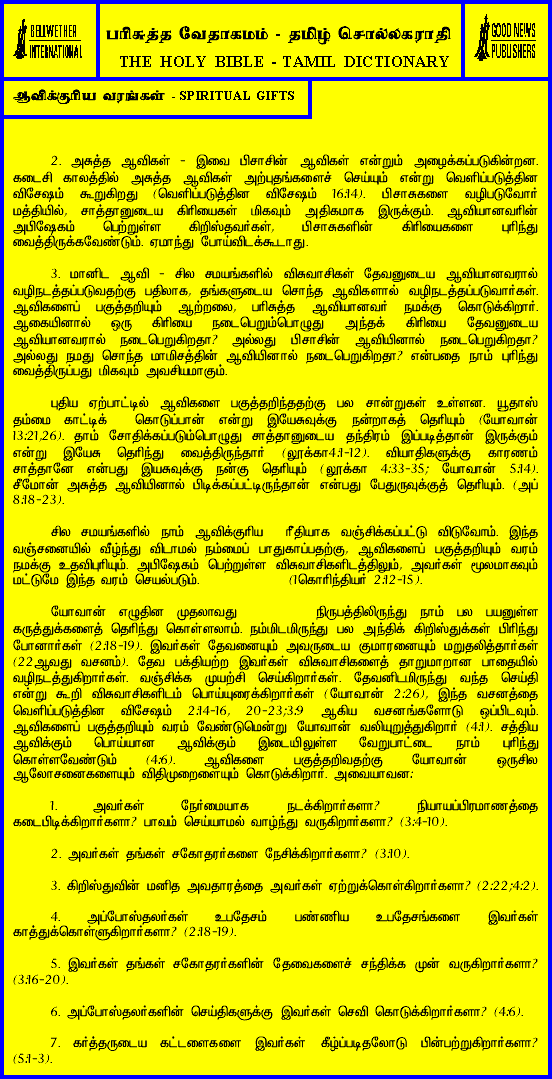 BELLWETHER
INTERNATIONAL
பரிசுத்த வேதாகமம் - தமிழ் சொல்லகராதி
THE HOLY BIBLE - TAMIL DICTIONARY
GOOD NEWS
PUBLISHERS
ஆவிக்குரிய வரங்கள் - SPIRITUAL GIFTS
2. அசுத்த ஆவிகள் - இவை பிசாசின் ஆவிகள் என்றும் அழைக்கப்படுகின்றன.
கடைசி காலத்தில் அசுத்த ஆவிகள் அற்புதங்களைச் செய்யும் என்று வெளிப்படுத்தின
விசேஷம் கூறுகிறது (வெளிப்படுத்தின விசேஷம் 16:14). பிசாசுகளை வழிபடுவோர்
மத்தியில், சாத்தானுடைய கிரியைகள் மிகவும் அதிகமாக இருக்கும். ஆவியானவரின்
அபிஷேகம் பெற்றுள்ள கிறிஸ்தவர்கள், பிசாசுகளின் கிரியைகளை புரிந்து
வைத்திருக்கவேண்டும். ஏமாந்து போய்விடக்கூடாது.
3. மானிட ஆவி - சில சமயங்களில் விசுவாசிகள் தேவனுடைய ஆவியானவரால்
வழிநடத்தப்படுவதற்கு பதிலாக, தங்களுடைய சொந்த ஆவிகளால் வழிநடத்தப்படுவார்கள்.
ஆவிகளைப் பகுத்தறியும் ஆற்றலை, பரிசுத்த ஆவியானவர் நமக்கு கொடுக்கிறார்.
ஆகையினால் ஒரு கிரியை நடைபெறும்பொழுது அந்தக் கிரியை தேவனுடைய
ஆவியானவரால் நடைபெறுகிறதா? அல்லது பிசாசின் ஆவியினால் நடைபெறுகிறதா?
அல்லது நமது சொந்த மாமிசத்தின் ஆவியினால் நடைபெறுகிறதா? என்பதை நாம் புரிந்து
வைத்திருப்பது மிகவும் அவசியமாகும்.
புதிய ஏற்பாட்டில் ஆவிகளை பகுத்தறிந்ததற்கு பல சான்றுகள் உள்ளன. யூதாஸ்
தம்மை காட்டிக் கொடுப்பான் என்று இயேசுவுக்கு நன்றாகத் தெரியும் (யோவான்
13:21,26). தாம் சோதிக்கப்படும்பொழுது சாத்தானுடைய தந்திரம் இப்படித்தான் இருக்கும்
என்று இயேசு தெரிந்து வைத்திருந்தார் (லூக்கா4:1-12). வியாதிகளுக்கு காரணம்
சாத்தானே என்பது இயசுவுக்கு நன்கு தெரியும் (லூக்கா 4:33-35; யோவான் 5:14).
சீமோன் அசுத்த ஆவியினால் பிடிக்கப்பட்டிருந்தான் என்பது பேதுருவுக்குத் தெரியும். (அப்
8:18-23).
சில சமயங்களில் நாம் ஆவிக்குரிய ரீதியாக வஞ்சிக்கப்பட்டு விடுவோம். இந்த
வஞ்சனையில் வீழ்ந்து விடாமல் நம்மைப் பாதுகாப்பதற்கு, ஆவிகளைப் பகுத்தறியும் வரம்
நமக்கு உதவிபுரியும். அபிஷேகம் பெற்றுள்ள விசுவாசிகளிடத்திலும், அவர்கள் மூலமாகவும்
மட்டுமே இந்த வரம் செயல்படும். (1கொரிந்தியர் 2:12-15).
யோவான் எழுதின முதலாவது நிருபத்திலிருந்து நாம் பல பயனுள்ள
கருத்துக்களைத் தெரிந்து கொள்ளலாம். நம்மிடமிருந்து பல அந்திக் கிறிஸ்துக்கள் பிரிந்து
போனார்கள் (2:18-19). இவர்கள் தேவனையும் அவருடைய குமாரனையும் மறுதலித்தார்கள்
(22ஆவது வசனம்). தேவ பக்தியற்ற இவர்கள் விசுவாசிகளைத் தாறுமாறான பாதையில்
வழிநடத்துகிறார்கள். வஞ்சிக்க முயற்சி செய்கிறார்கள். தேவனிடமிருந்து வந்த செய்தி
என்று கூறி விசுவாசிகளிடம் பொய்யுரைக்கிறார்கள் (யோவான் 2:26), இந்த வசனத்தை
வெளிப்படுத்தின விசேஷம் 2:14-16, 20-23;3:9 ஆகிய வசனங்களோடு ஒப்பிடவும்.
ஆவிகளைப் பகுத்தறியும் வரம் வேண்டுமென்று யோவான் வலியுறுத்துகிறார் (4:1). சத்திய
ஆவிக்கும் பொய்யான ஆவிக்கும் இடையிலுள்ள வேறுபாட்டை நாம் புரிந்து
கொள்ளவேண்டும் (4:6). ஆவிகளை பகுத்தறிவதற்கு யோவான் ஒருசில
ஆலோசனைகளையும் விதிமுறைளையும் கொடுக்கிறார். அவையாவன:
1. அவர்கள் நேர்மையாக நடக்கிறார்களா? நியாயப்பிரமாணத்தை
கடைபிடிக்கிறார்களா? பாவம் செய்யாமல் வாழ்ந்து வருகிறார்களா? (3:4-10).
2. அவர்கள் தங்கள் சகோதரர்களை நேசிக்கிறார்களா? (3:10).
3. கிறிஸ்துவின் மனித அவதாரத்தை அவர்கள் ஏற்றுக்கொள்கிறார்களா? (2:22;4:2).
4. அப்போஸ்தலர்கள் உபதேசம் பண்ணிய உபதேசங்களை இவர்கள்
காத்துக்கொள்ளுகிறார்களா? (2:18-19).
5. இவர்கள் தங்கள் சகோதரர்களின் தேவைகளைச் சந்திக்க முன் வருகிறார்களா?
(3:16-20).
6. அப்போஸ்தலர்களின் செய்திகளுக்கு இவர்கள் செவி கொடுக்கிறார்களா? (4:6).
7. கர்த்தருடைய கட்டளைகளை இவர்கள் கீழ்ப்படிதலோடு பின்பற்றுகிறார்களா?
(5:1-3).